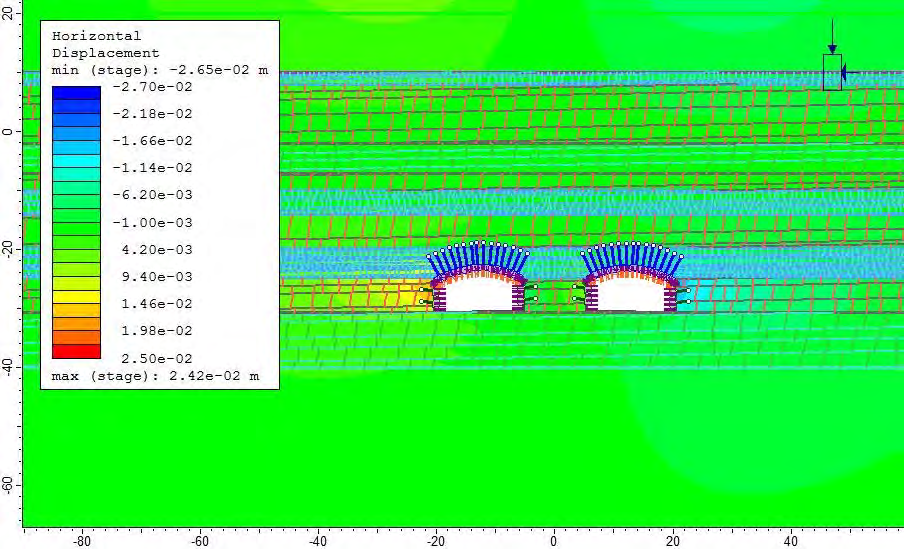 Horizontal
Displacement
min (stage): -2.65e-02 m
-2.70e-02
-2.18e-02
-1.66e-02
-1.14e-02
-6.20e-03
-1.00e-03
4.20e-03
9.40e-03
1.46e-02
1.98e-02
2.50e-02
max (stage): 2.42e-02 m
20
0
-20
-40
-60
-80
-60
-40
-20
0
20
40